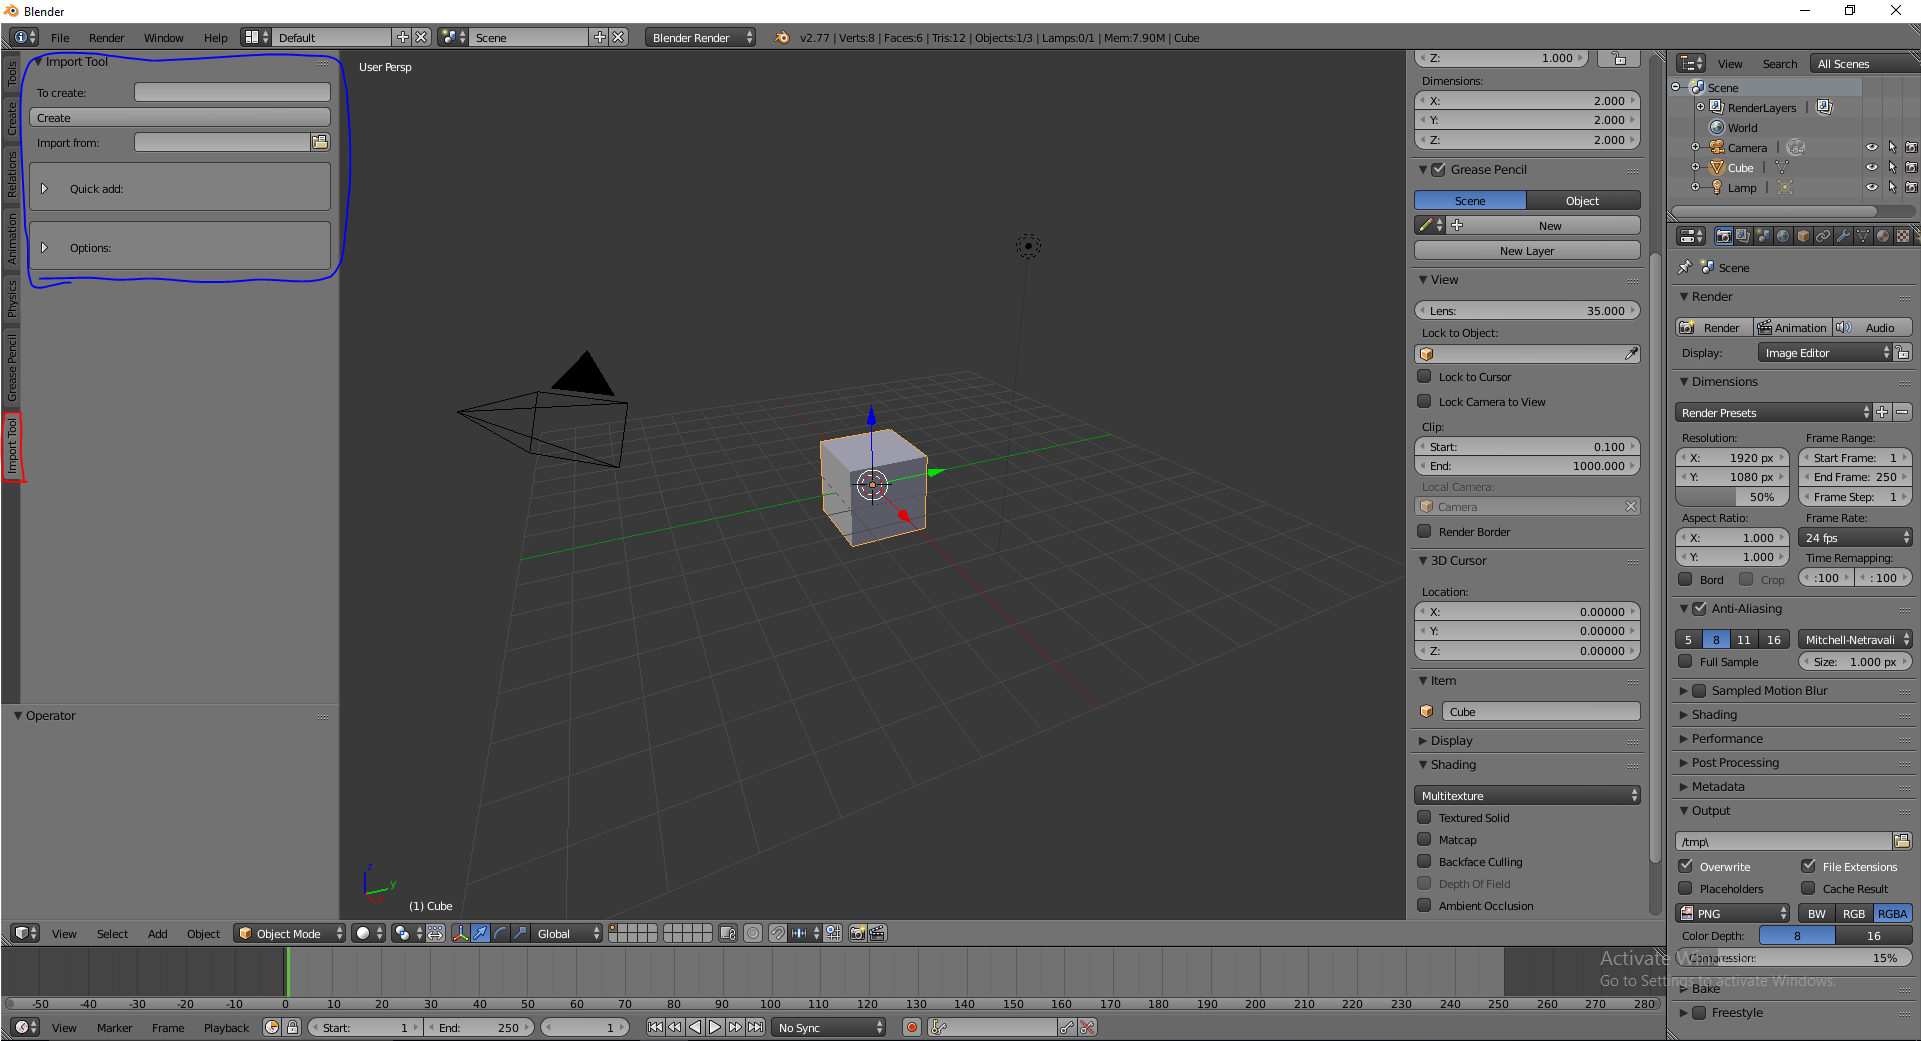 Blender
File Render Window Help Default Scene Blender Render v2.77 | Verts:8 | Faces:6 | Tris:12 | Objects:1/3 | Lamps:0/1 | Mem:7.90M | Cube
Tools
Create
Relations
Animation
Physics
Grease Pencil
Import Tool
Import Tool
To create:
Create
Import from:
Quick add:
Options:
Operator
User Persp
z
y
(1) Cube
Z: 1.000
Dimensions:
X: 2.000
Y: 2.000
Z: 2.000
Grease Pencil
Scene Object
New
New Layer
View
Lens: 35.000
Lock to Object:
Lock to Cursor
Lock Camera to View
Clip:
Start: 0.100
End: 1000.000
Local Camera:
Camera
Render Border
3D Cursor
Location:
X: 0.00000
Y: 0.00000
Z: 0.00000
Item
Cube
Display
Shading
Multitexture
Textured Solid
Matcap
Backface Culling
Depth Of Field
Ambient Occlusion
View Search All Scenes
Scene
RenderLayers |
World
Camera |
Cube |
Lamp |
Scene
Render
Render Animation Audio
Display: Image Editor
Dimensions
Render Presets
Resolution: Frame Range:
X: 1920 px Start Frame: 1
Y: 1080 px End Frame: 250
50% Frame Step: 1
Aspect Ratio: Frame Rate:
X: 1.000 24 fps
Y: 1.000 Time Remapping:
Bord Crop :100 : 100
Anti-Aliasing
5 8 11 16 Mitchell-Netravali
Full Sample Size: 1.000 px
Sampled Motion Blur
Shading
Performance
Post Processing
Metadata
Output
/tmp\
Overwrite File Extensions
Placeholders Cache Result
PNG BW RGB RGBA
Color Depth: 8 16
Compression: 15%
Bake
Freestyle
Activate Win
Go to Settings to activate Windows.
View Select Add Object Object Mode Global
-50 -40 -30 -20 -10 0 10 20 30 40 50 60 70 80 90 100 110 120 130 140 150 160 170 180 190 200 210 220 230 240 250 260 270 280
View Marker Frame Playback Start: 1 End: 250 1 No Sync